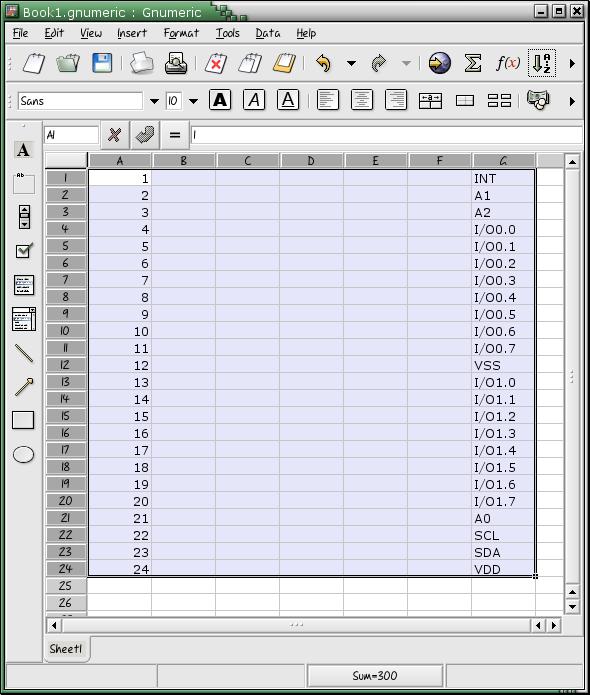 Book1.gnumeric : Gnumeric
File Edit View Insert Format Tools Data Help
f(x) A Z
Sans 10 A A A
A1 = 1
A
Ab
A B C D E F G
1 1 INT
2 2 A1
3 3 A2
4 4 I/O0.0
5 5 I/O0.1
6 6 I/O0.2
7 7 I/O0.3
8 8 I/O0.4
9 9 I/O0.5
10 10 I/O0.6
11 11 I/O0.7
12 12 VSS
13 13 I/O1.0
14 14 I/O1.1
15 15 I/O1.2
16 16 I/O1.3
17 17 I/O1.4
18 18 I/O1.5
19 19 I/O1.6
20 20 I/O1.7
21 21 A0
22 22 SCL
23 23 SDA
24 24 VDD
25
26
Sheet1
Sum=300